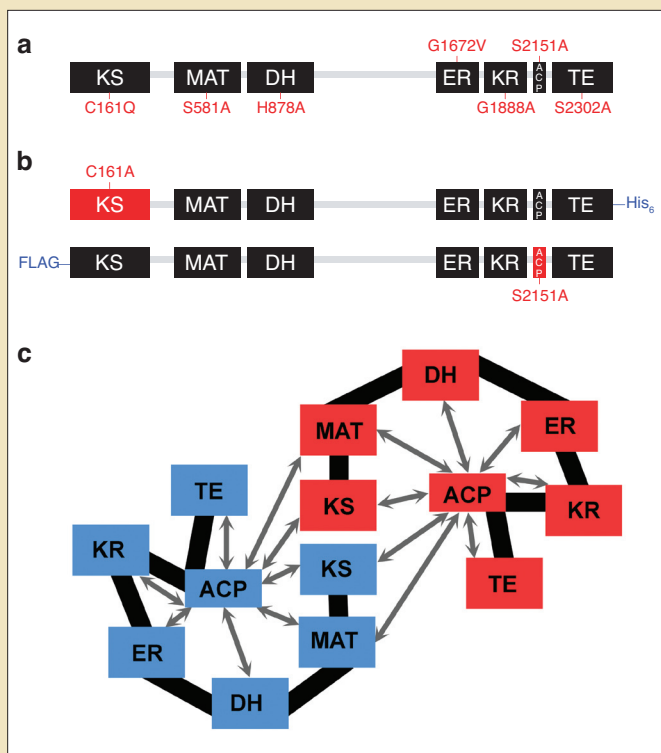 a
G1672V S2151A
KS MAT DH ER KR ACP TE
C161Q S581A H878A G1888A S2302A
b
C161A
KS MAT DH ER KR ACP TE His6
FLAG KS MAT DH ER KR ACP TE
S2151A
c
DH
MAT ER
TE KS ACP KR
KR KS
ACP TE
MAT
ER
DH